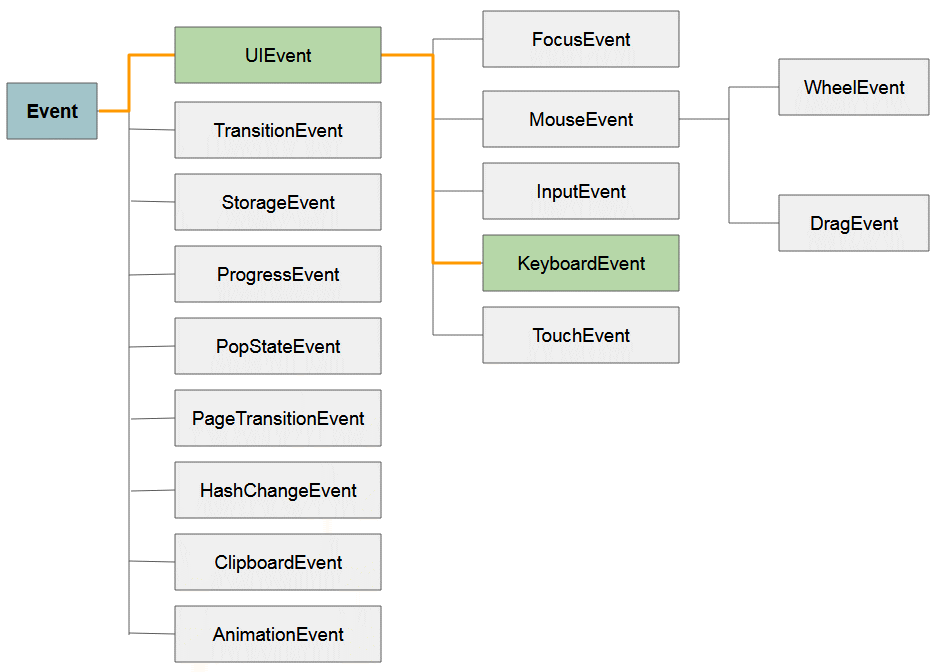 Event
UIEvent
TransitionEvent
StorageEvent
ProgressEvent
PopStateEvent
PageTransitionEvent
HashChangeEvent
ClipboardEvent
AnimationEvent
FocusEvent
MouseEvent
InputEvent
KeyboardEvent
TouchEvent
WheelEvent
DragEvent